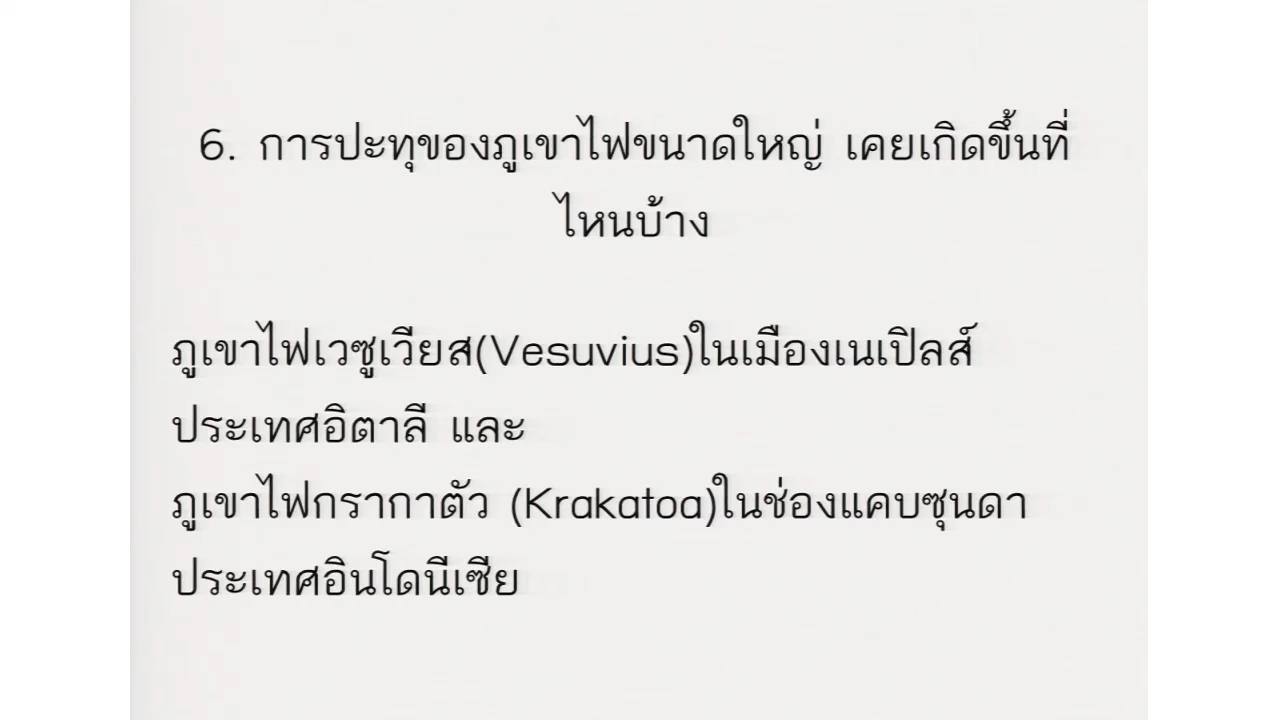 6. การปะทุของภูเขาไฟขนาดใหญ่ เคยเกิดขึ้นที่
ไหนบ้าง
ภูเขาไฟเวซูเวียส(Vesuvius)ในเมืองเนเปิลส์
ประเทศอิตาลี และ
ภูเขาไฟกรากาตัว (Krakatoa)ในช่องแคบซุนดา
ประเทศอินโดนีเซีย